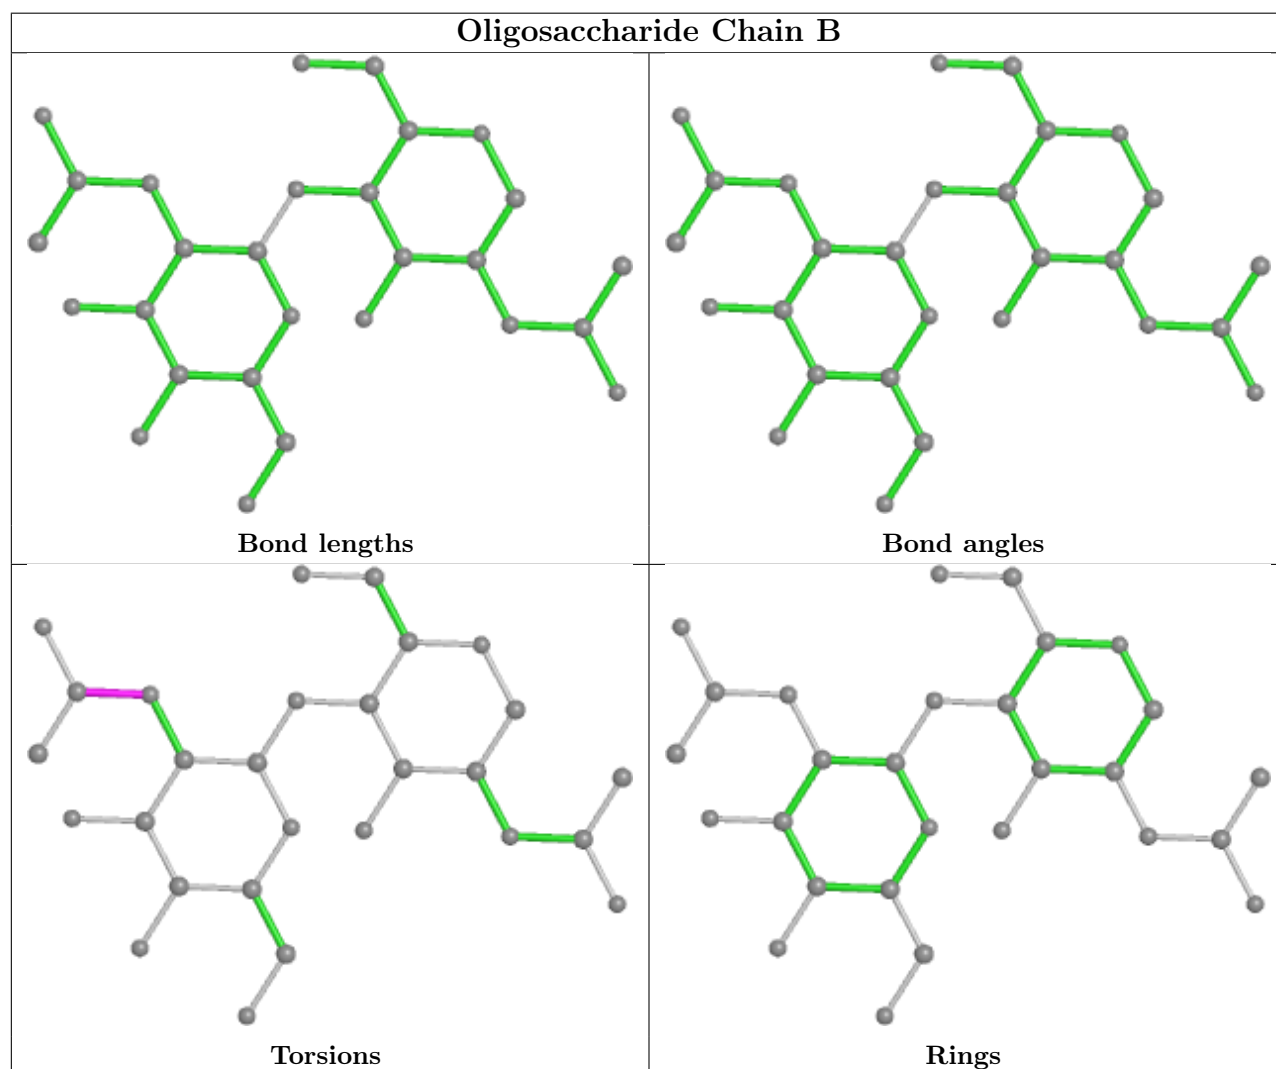 Oligosaccharide Chain B
Bond lengths
Bond angles
Torsions
Rings